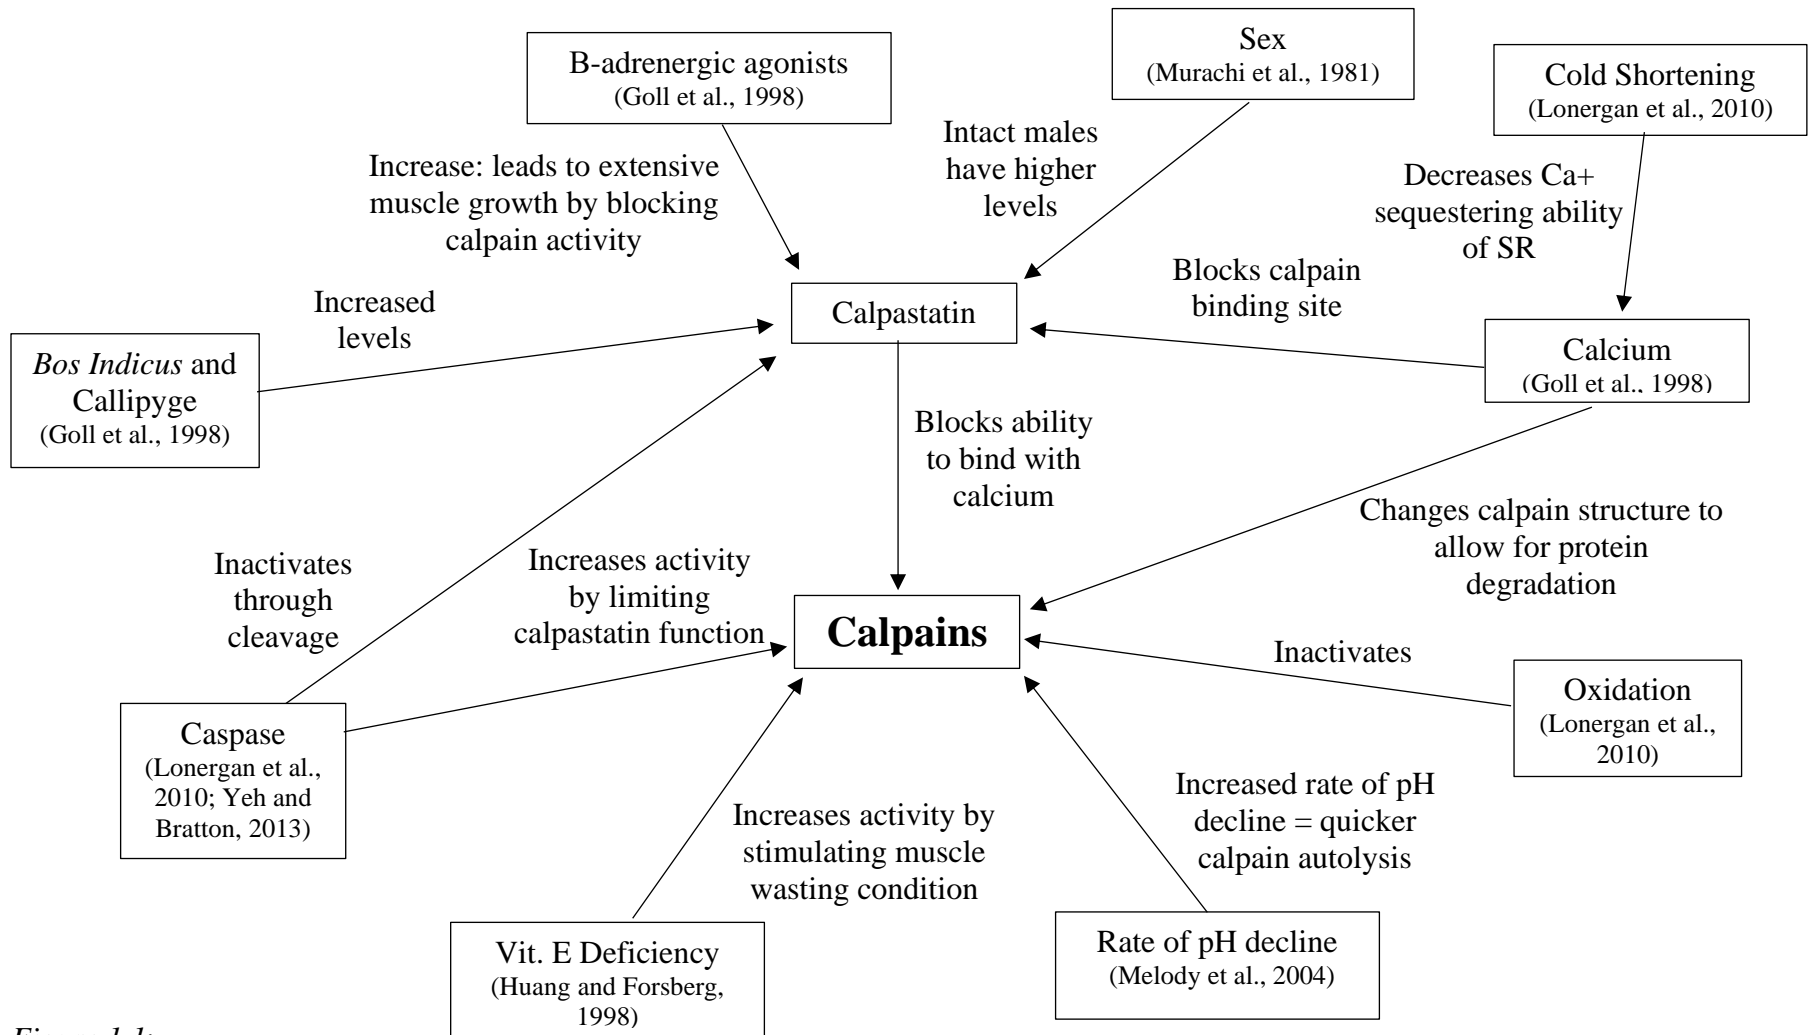 B-adrenergic agonists
(Goll et al., 1998)
Sex
(Murachi et al., 1981)
Cold Shortening
(Lonergan et al., 2010)
Increase: leads to extensive
muscle growth by blocking
calpain activity
Intact males
have higher
levels
Decreases Ca+
sequestering ability
of SR
Increased
levels
Calpastatin
Blocks calpain
binding site
Bos Indicus and
Callipyge
(Goll et al., 1998)
Calcium
(Goll et al., 1998)
Blocks ability
to bind with
calcium
Changes calpain structure to
allow for protein
degradation
Inactivates
through
cleavage
Increases activity
by limiting
calpastatin function
Calpains
Inactivates
Oxidation
(Lonergan et al.,
2010)
Caspase
(Lonergan et al.,
2010; Yeh and
Bratton, 2013)
Increases activity by
stimulating muscle
wasting condition
Increased rate of pH
decline = quicker
calpain autolysis
Vit. E Deficiency
(Huang and Forsberg,
1998)
Rate of pH decline
(Melody et al., 2004)